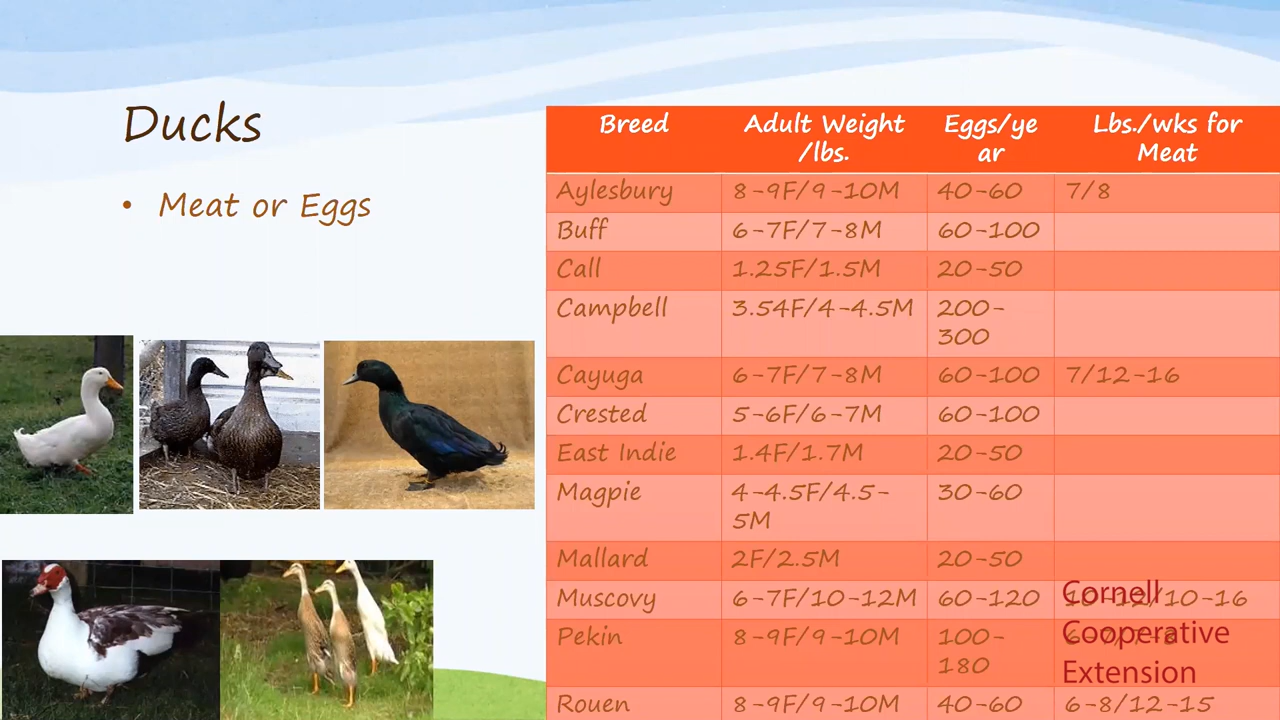 Ducks
• Meat or Eggs
Breed Adult Weight /lbs. Eggs/ye ar Lbs./wks for Meat
Aylesbury 8-9F/9-10M 40-60 7/8
Buff 6-7F/7-8M 60-100
Call 1.25F/1.5M 20-50
Campbell 3.54F/4-4.5M 200- 300
Cayuga 6-7F/7-8M 60-100 7/12-16
Crested 5-6F/6-7M 60-100
East Indie 1.4F/1.7M 20-50
Magpie 4-4.5F/4.5- 5M 30-60
Mallard 2F/2.5M 20-50
Muscovy 6-7F/10-12M 60-120
Pekin 8-9F/9-10M 100- 180
Rouen 8-9F/9-10M 40-60 6-8/12-15
Cornell
Cooperative
Extension